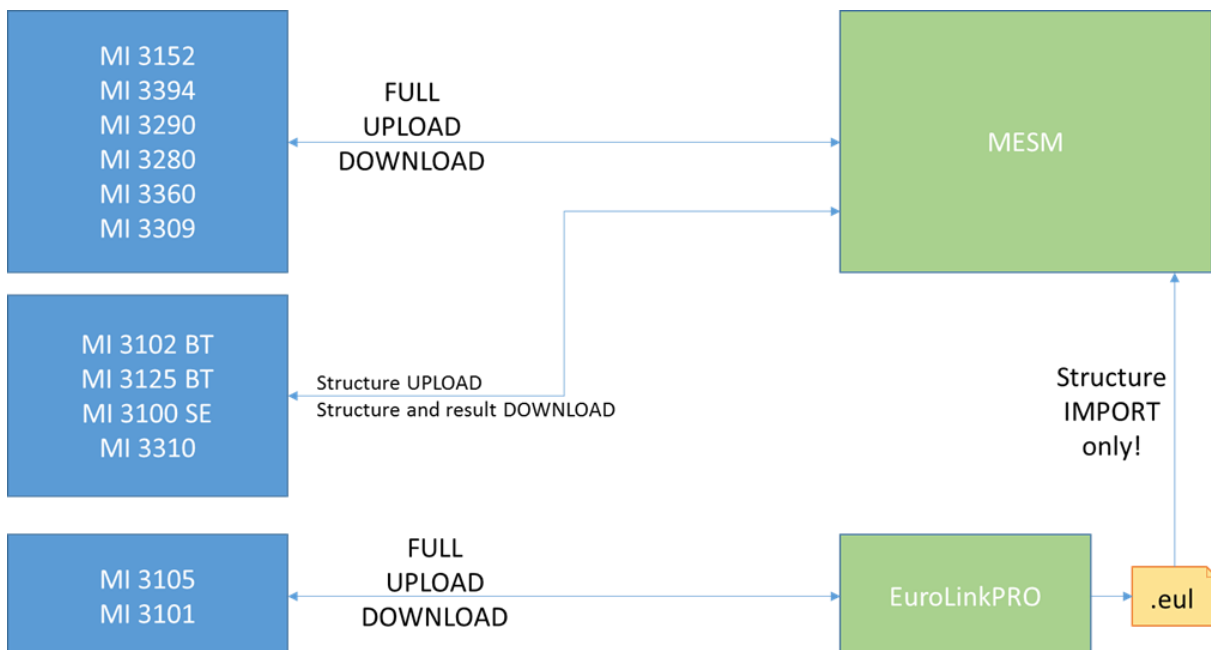 MI 3152
MI 3394
MI 3290
MI 3280
MI 3360
MI 3309
FULL
UPLOAD
DOWNLOAD
MESM
MI 3102 BT
MI 3125 BT
MI 3100 SE
MI 3310
Structure UPLOAD
Structure and result DOWNLOAD
Structure
IMPORT
only!
MI 3105
MI 3101
FULL
UPLOAD
DOWNLOAD
EuroLinkPRO
.eul